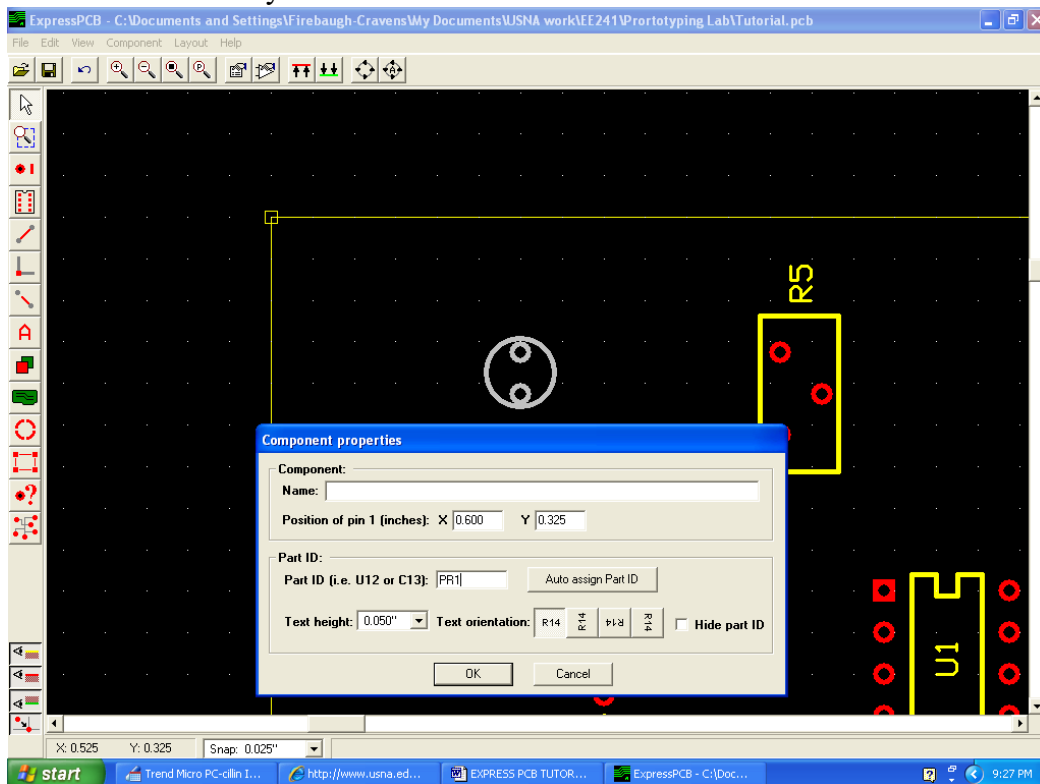 ExpressPCB - C:\Documents and Settings\Firebaugh-Cravens\My Documents\USNA work\EE241\Prortotyping Lab\Tutorial.pcb
File Edit View Component Layout Help
R5
Component properties
Component:
Name:
Position of pin 1 (inches): X 0.600 Y 0.325
Part ID:
Part ID (i.e. U12 or C13): PR1 Auto assign Part ID
Text height: 0.050" Text orientation: R14 R14 R14 R14 Hide part ID
OK Cancel
U1
X: 0.525 Y: 0.325 Snap: 0.025"
start Trend Micro PC-cillin I... http://www.usna.ed... EXPRESS PCB TUTOR... ExpressPCB - C:\Doc... 9:27 PM